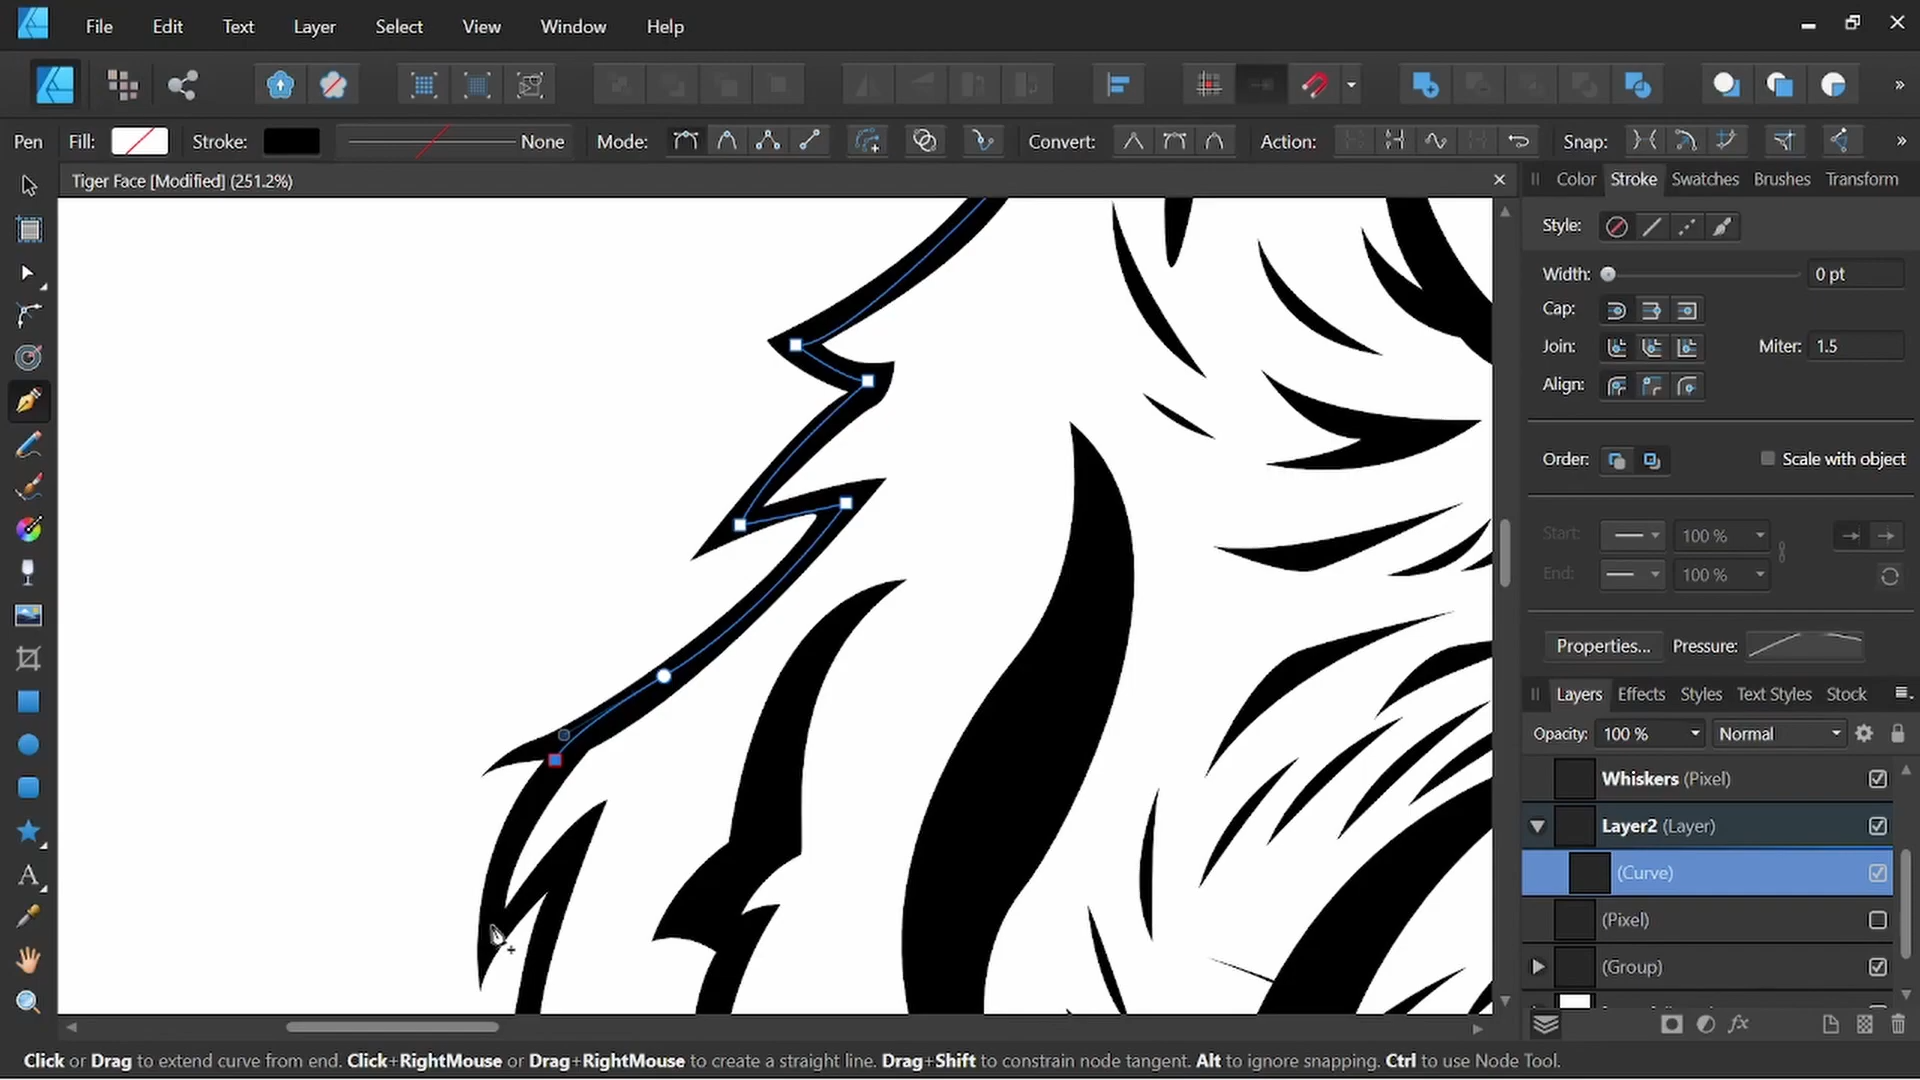 File Edit Text Layer Select View Window Help
Pen Fill: Stroke: None Mode: Convert: Action: Snap:
Tiger Face [Modified] (251.2%)
Color Stroke Swatches Brushes Transform
Style:
Width: 0 pt
Cap:
Join: Miter: 1.5
Align:
Order: Scale with object
Start: 100 %
End: 100 %
Properties... Pressure:
Layers Effects Styles Text Styles Stock
Opacity: 100 % Normal
Whiskers (Pixel)
Layer2 (Layer)
(Curve)
(Pixel)
(Group)
Click or Drag to extend curve from end. Click+RightMouse or Drag+RightMouse to create a straight line. Drag+Shift to constrain node tangent. Alt to ignore snapping. Ctrl to use Node Tool.